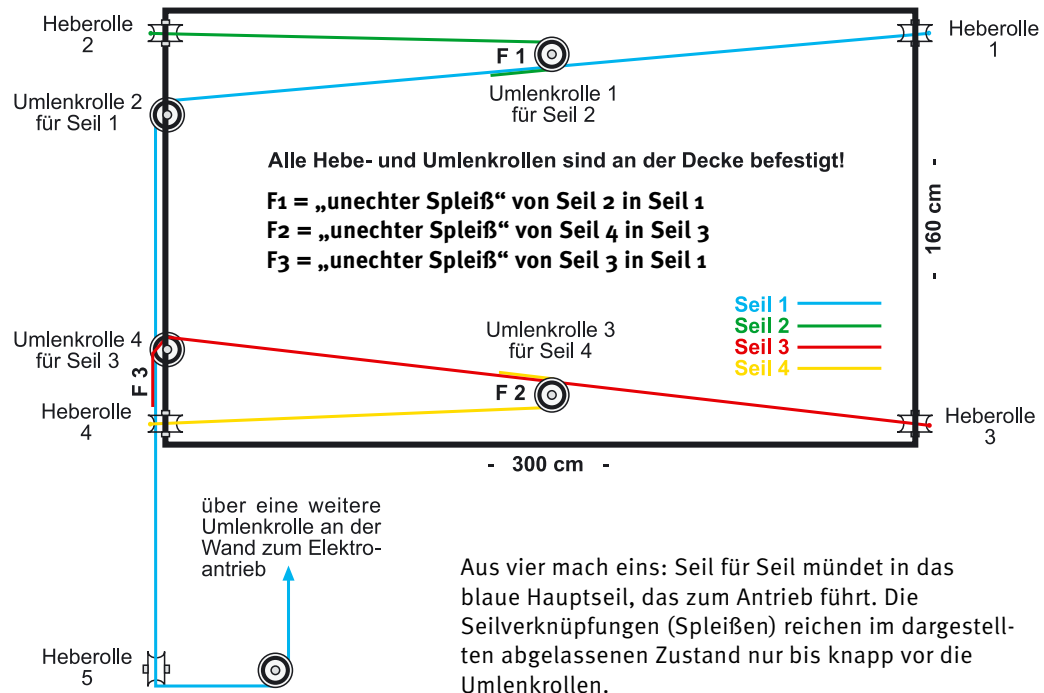 Heberolle
2
Heberolle
1
F 1
Umlenkrolle 2
für Seil 1
Umlenkrolle 1
für Seil 2
Alle Hebe- und Umlenkrollen sind an der Decke befestigt!
F1 = „unechter Spleiß“ von Seil 2 in Seil 1
F2 = „unechter Spleiß“ von Seil 4 in Seil 3
F3 = „unechter Spleiß“ von Seil 3 in Seil 1
- 160 cm -
Seil 1
Seil 2
Seil 3
Seil 4
Umlenkrolle 4
für Seil 3
Umlenkrolle 3
für Seil 4
F 3
F 2
Heberolle
4
Heberolle
3
- 300 cm -
über eine weitere
Umlenkrolle an der
Wand zum Elektro-
antrieb
Aus vier mach eins: Seil für Seil mündet in das
blaue Hauptseil, das zum Antrieb führt. Die
Seilverknüpfungen (Spleißen) reichen im dargestell-
ten abgelassenen Zustand nur bis knapp vor die
Umlenkrollen.
Heberolle
5